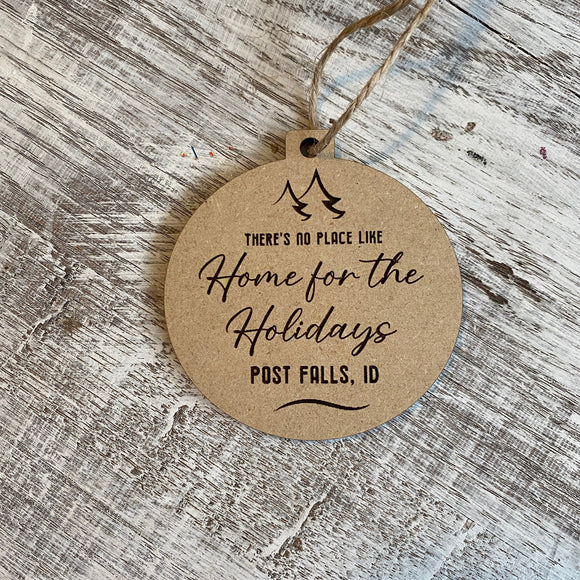 THERE'S NO PLACE LIKE
Home for the
Holidays
POST FALLS, ID